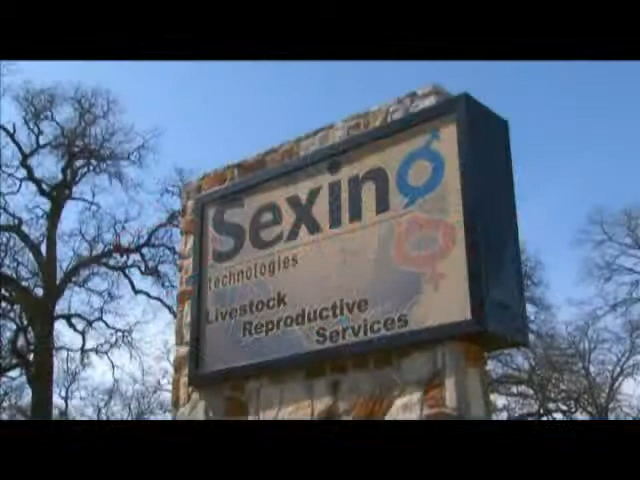 Sexing
technologies
Livestock
Reproductive
Services